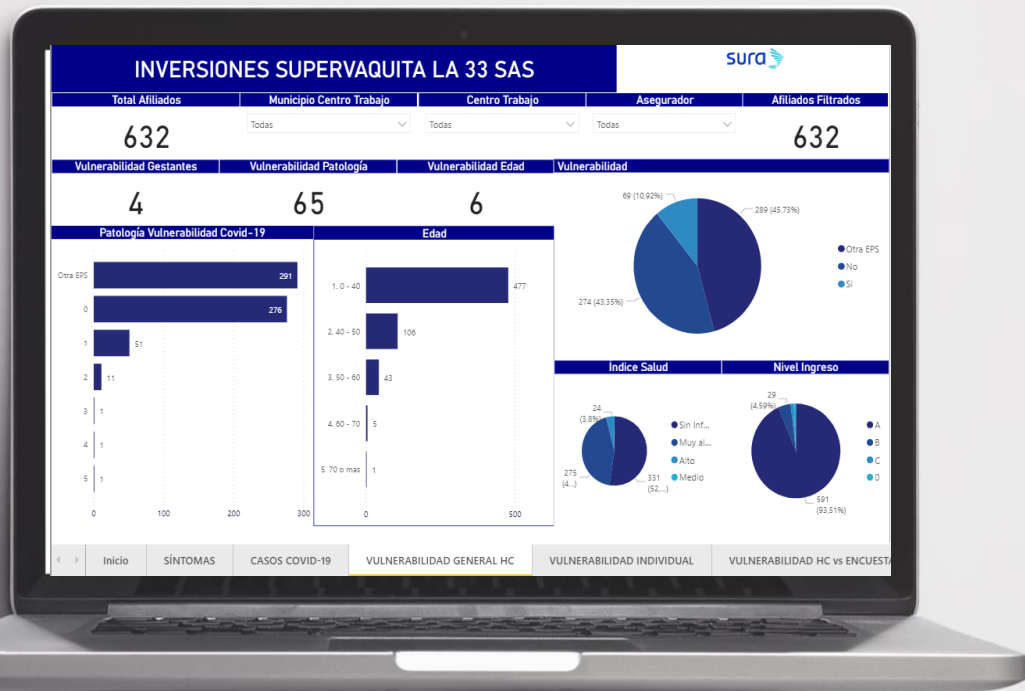 INVERSIONES SUPERVAQUITA LA 33 SAS
sura
Total Afiliados
Municipio Centro Trabajo
Centro Trabajo
Asegurador
Afiliados Filtrados
632
Todas
Todas
Todas
632
Vulnerabilidad Gestantes
Vulnerabilidad Patología
Vulnerabilidad Edad
Vulnerabilidad
4
65
6
69 (10,92%)
289 (45,73%)
274 (43,35%)
Otra EPS
No
Si
Patología Vulnerabilidad Covid-19
Otra EPS
291
0
276
1
51
2
11
3
1
4
1
5
1
0
100
200
300
Edad
1. 0 - 40
477
2. 40 - 50
106
3. 50 - 60
43
4. 60 - 70
5
5. 70 o mas
1
0
500
Índice Salud
24
(3,8%)
275
(4...)
331
(52,...)
Sin Inf...
Muy al...
Alto
Medio
Nivel Ingreso
29
(4,59%)
591
(93,51%)
A
B
C
0
Inicio
SÍNTOMAS
CASOS COVID-19
VULNERABILIDAD GENERAL HC
VULNERABILIDAD INDIVIDUAL
VULNERABILIDAD HC vs ENCUESTA